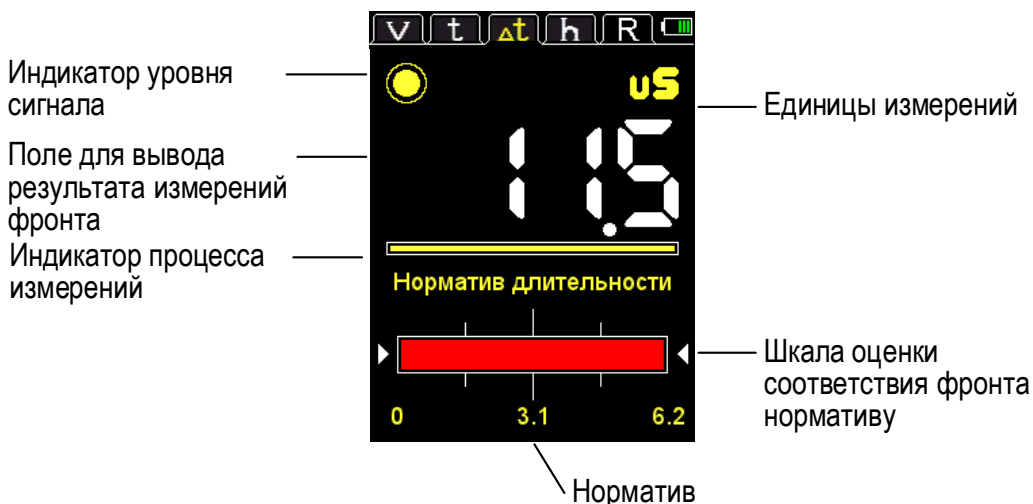 V t Δt h R
Индикатор уровня
сигнала
uS
Единицы измерений
11.5
Поле для вывода
результата измерений
фронта
Индикатор процесса
измерений
Норматив длительности
Шкала оценки
соответствия фронта
нормативу
0 3.1 6.2
Норматив